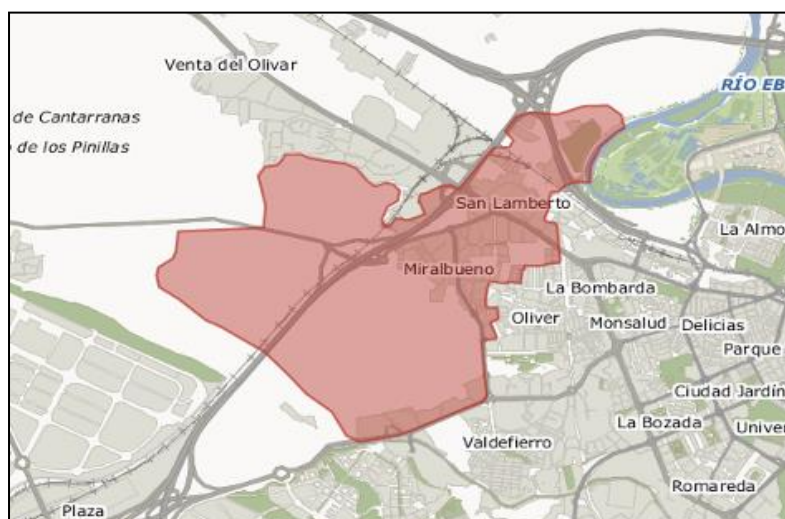 Venta del Olivar
RÍO EB
de Cantarranas
de los Pinillas
San Lamberto
La Almo
Miralbueno
La Bombarda
Oliver
Monsalud
Delicias
Parque
Ciudad Jardín
La Bozada
Univer
Valdefierro
Romareda
Plaza